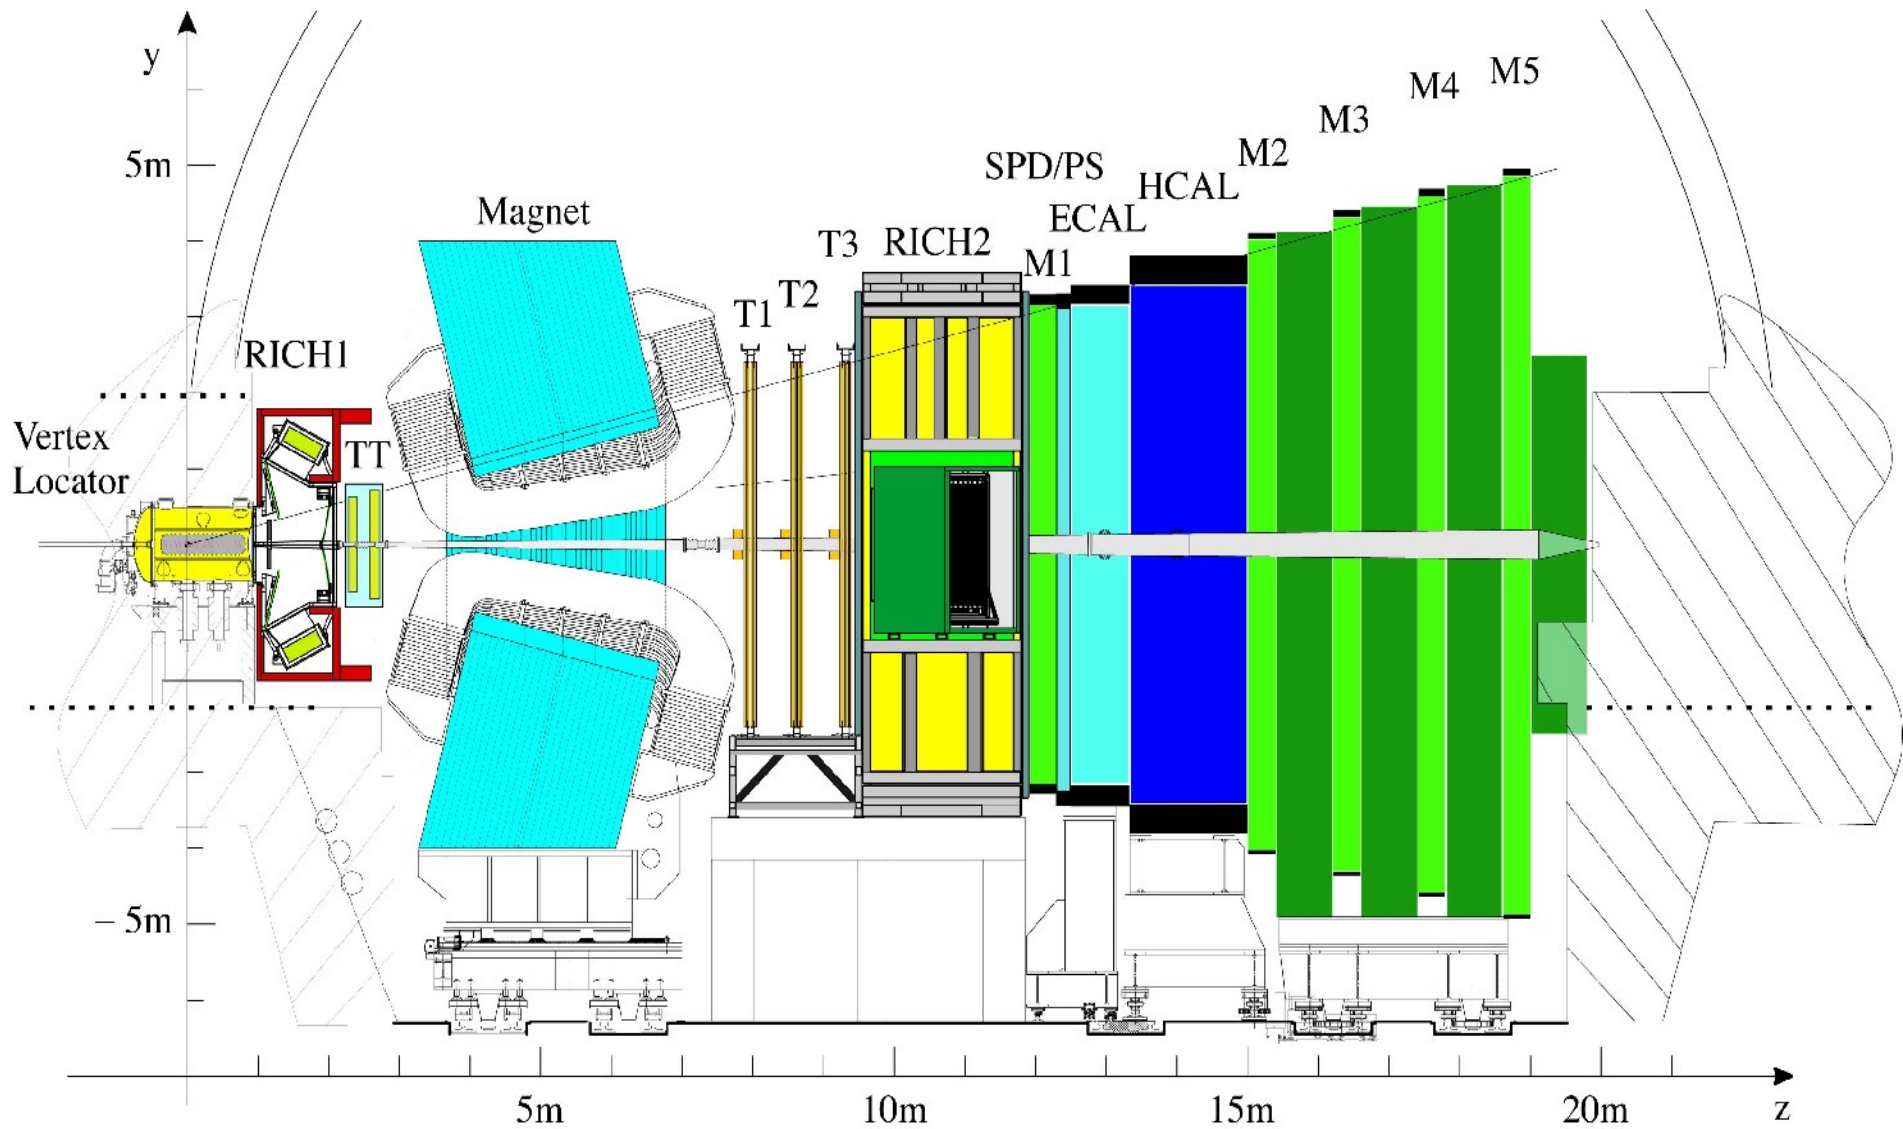 y
5m
Magnet
RICH1
Vertex
Locator
TT
T1
T2
T3
RICH2
M1
SPD/PS
ECAL
HCAL
M2
M3
M4
M5
– 5m
5m
10m
15m
20m
z